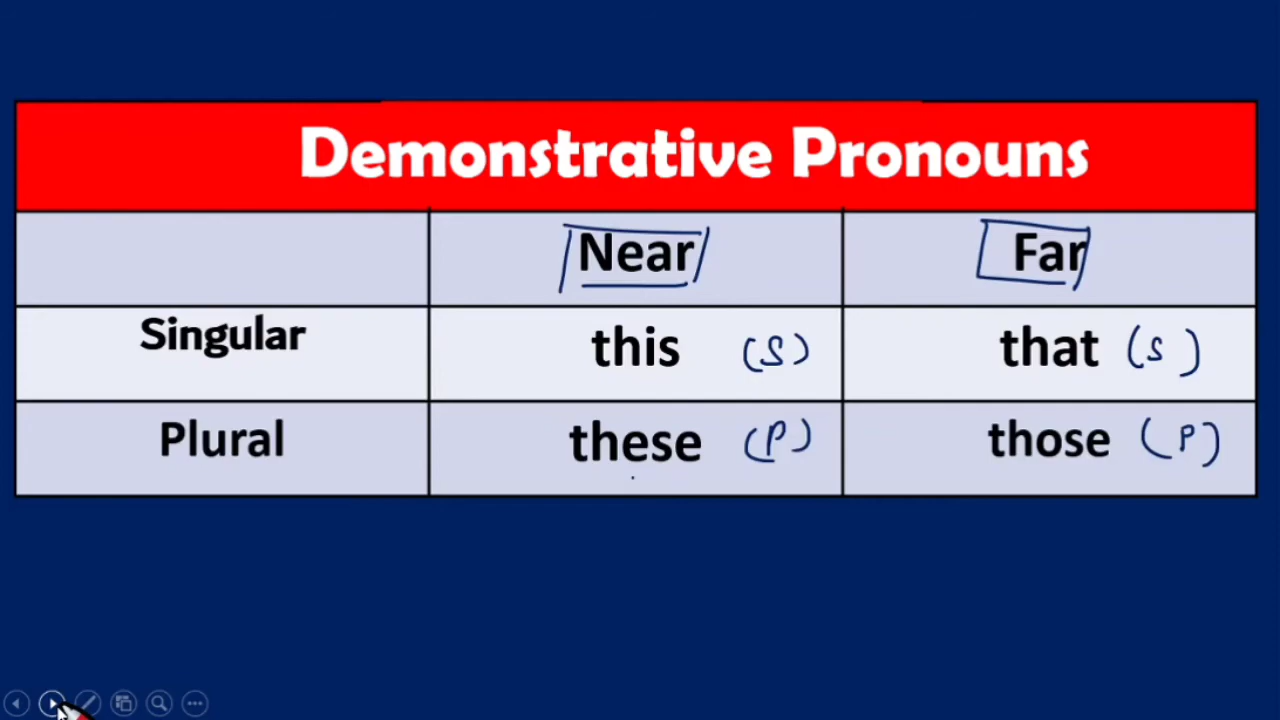 Demonstrative Pronouns
Near Far
Singular this (S) that (s)
Plural these (P) those (P)